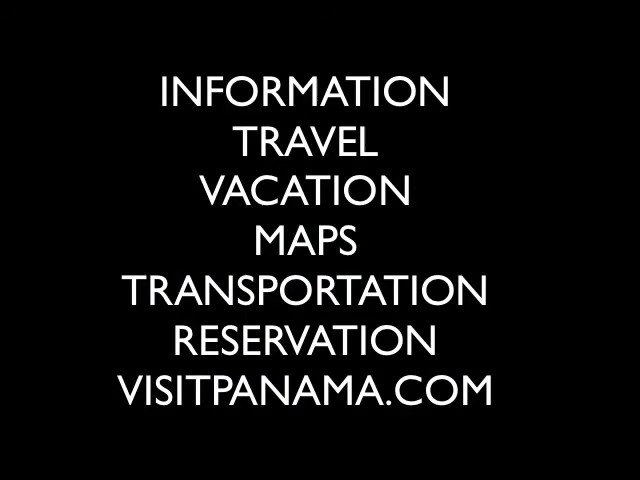 INFORMATION
TRAVEL
VACATION
MAPS
TRANSPORTATION
RESERVATION
VISITPANAMA.COM